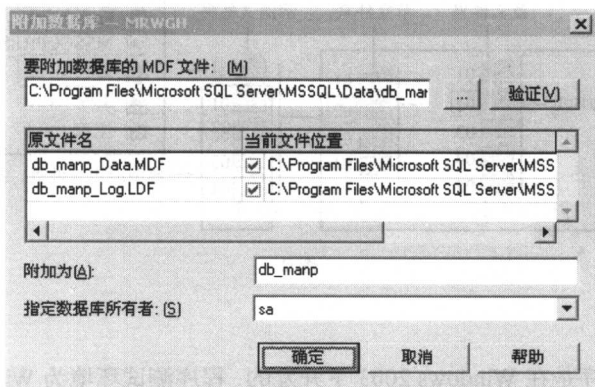 附加数据库 — MRWGH
要附加数据库的 MDF 文件: (M)
C:\Program Files\Microsoft SQL Server\MSSQL\Data\db_mar
... 验证(V)
原文件名 当前文件位置
db_manp_Data.MDF C:\Program Files\Microsoft SQL Server\MSS
db_manp_Log.LDF C:\Program Files\Microsoft SQL Server\MSS
附加为(A): db_manp
指定数据库所有者: (S) sa
确定 取消 帮助